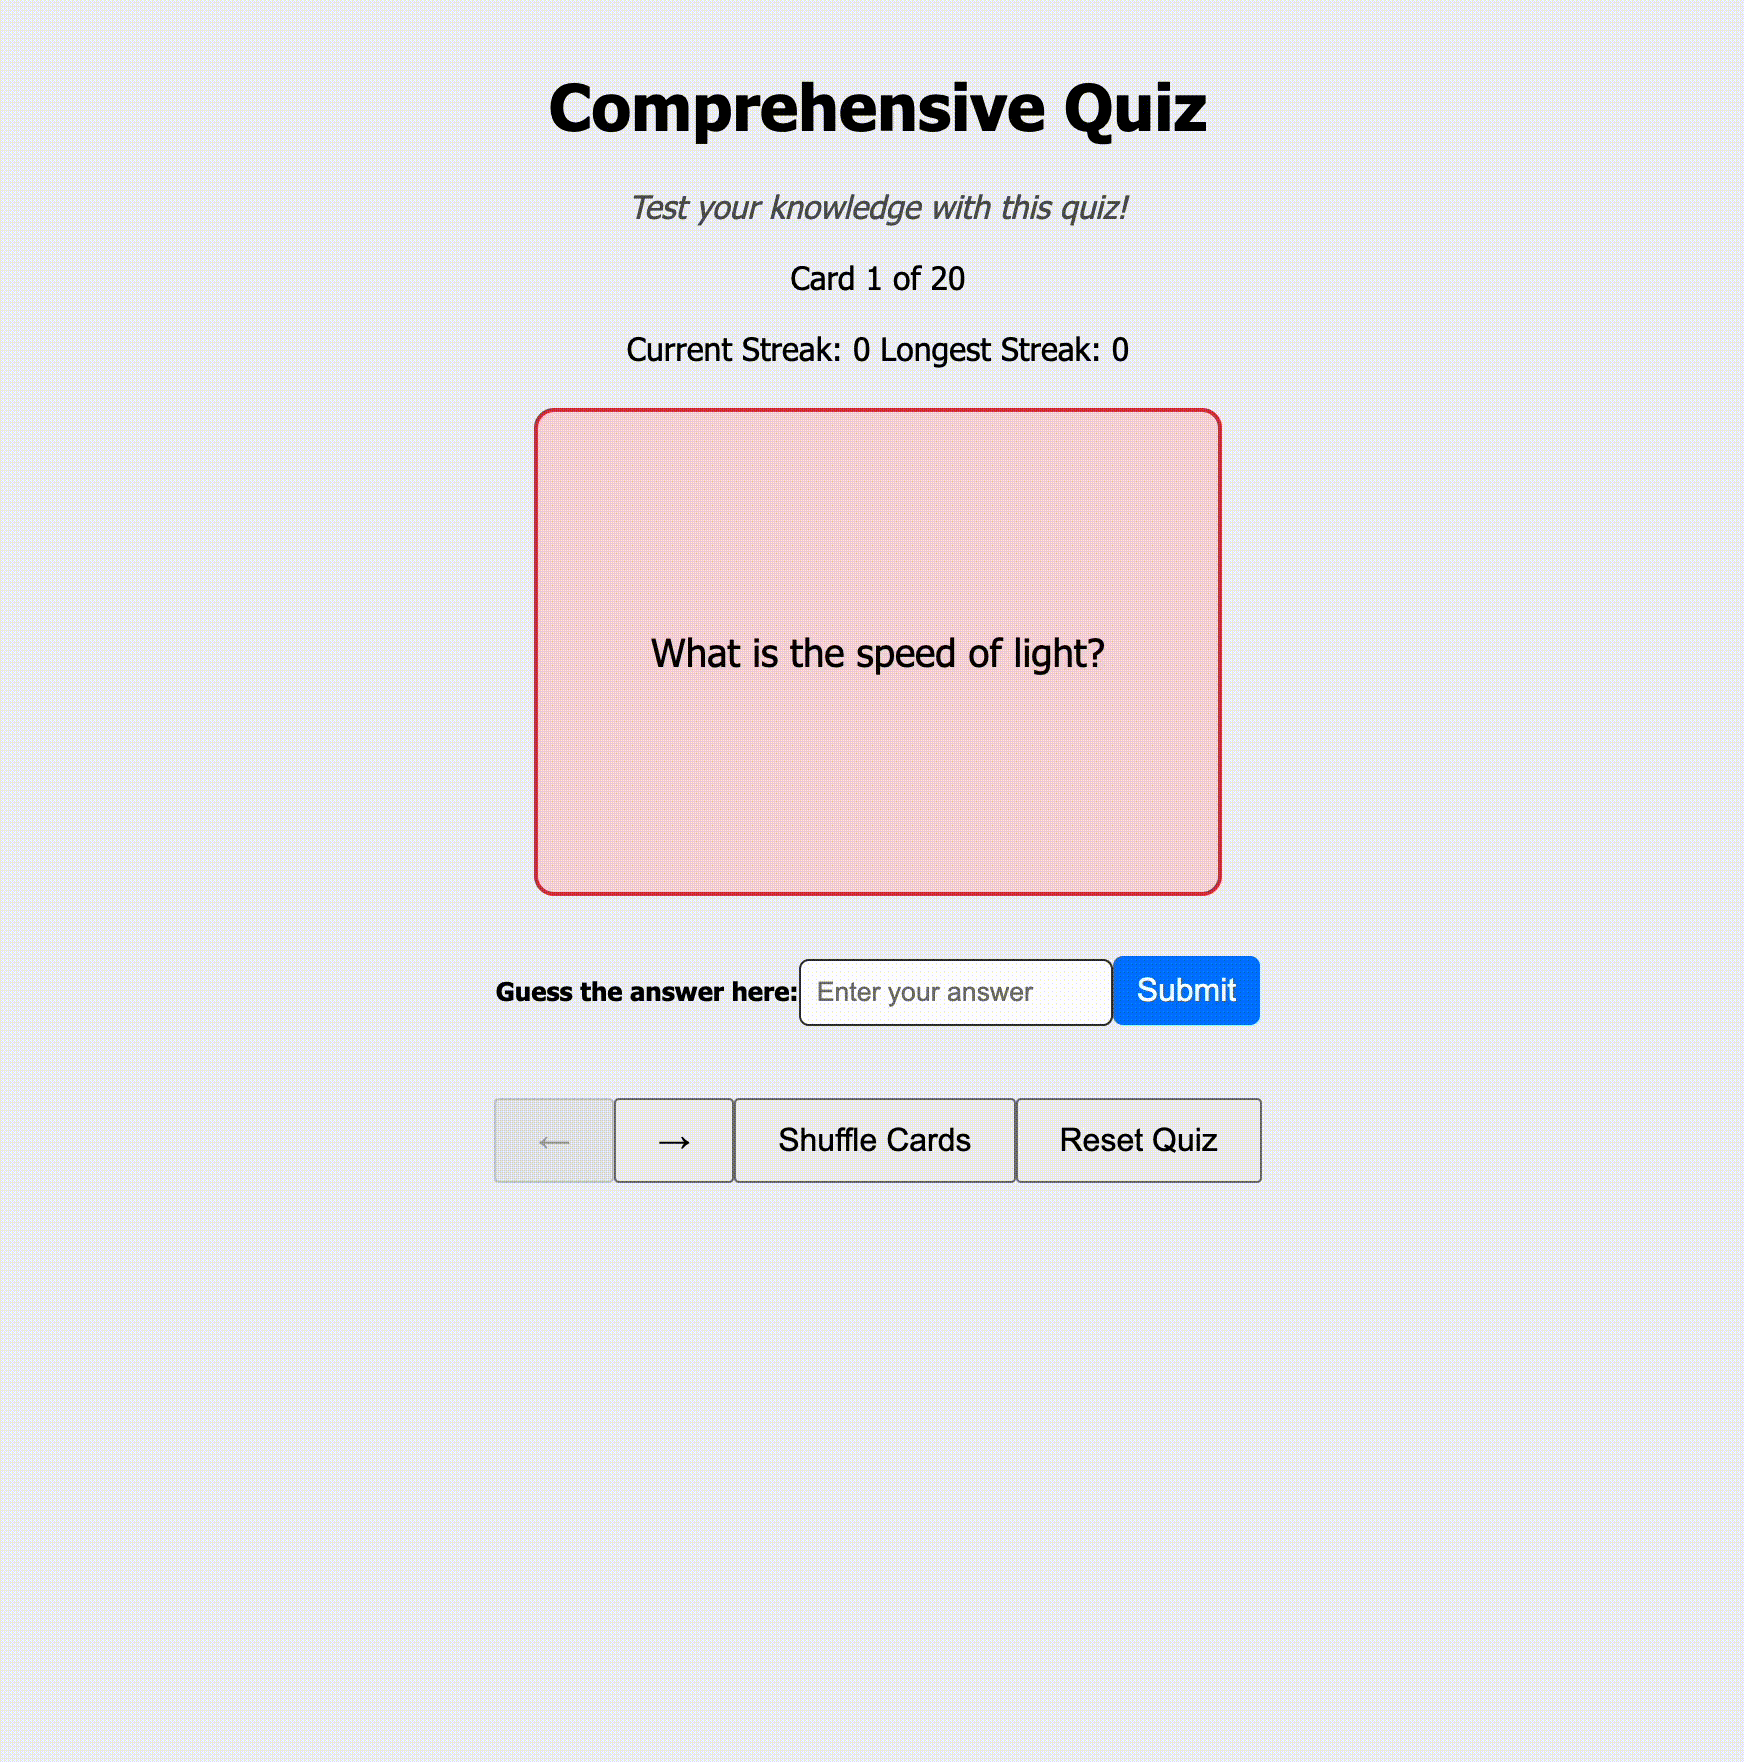 Comprehensive Quiz
Test your knowledge with this quiz!
Card 1 of 20
Current Streak: 0 Longest Streak: 0
What is the speed of light?
Guess the answer here: Enter your answer Submit
← → Shuffle Cards Reset Quiz